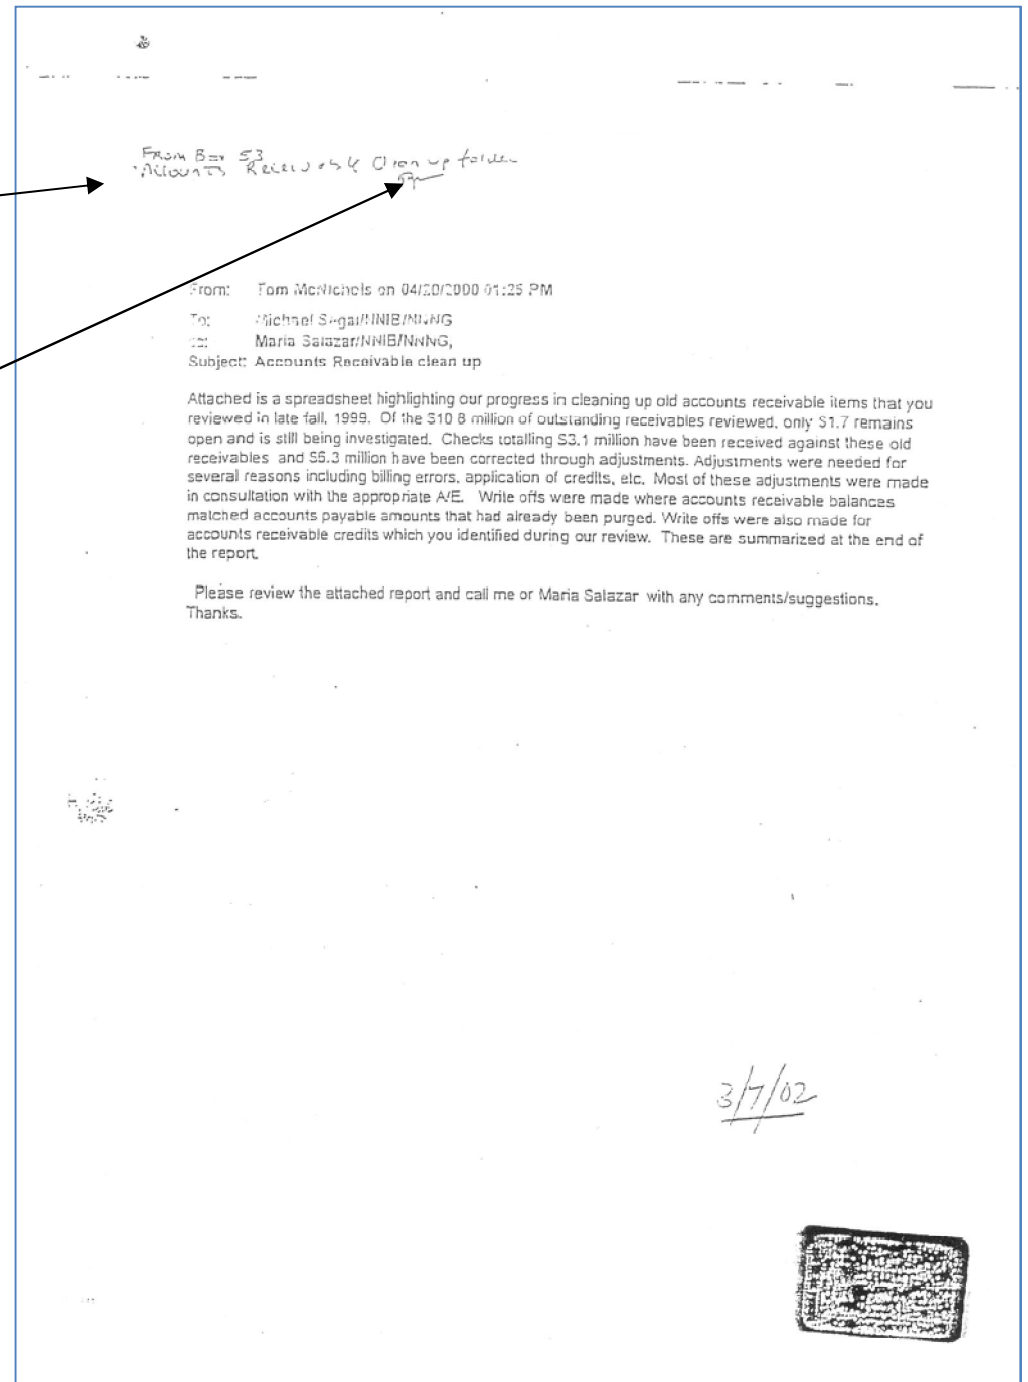 From Box 53
Accounts Receivable Clean up folder
From: Tom McNichols on 04/20/2000 01:25 PM
To: Michael Segal/NNIB/NNNG
cc: Maria Salazar/NNIB/NNNG,
Subject: Accounts Receivable clean up
Attached is a spreadsheet highlighting our progress in cleaning up old accounts receivable items that you
reviewed in late fall, 1999. Of the $10 8 million of outstanding receivables reviewed, only $1.7 remains
open and is still being investigated. Checks totalling $3.1 million have been received against these old
receivables and $6.3 million have been corrected through adjustments. Adjustments were needed for
several reasons including billing errors, application of credits, etc. Most of these adjustments were made
in consultation with the appropriate A/E. Write offs were made where accounts receivable balances
matched accounts payable amounts that had already been purged. Write offs were also made for
accounts receivable credits which you identified during our review. These are summarized at the end of
the report.
Please review the attached report and call me or Maria Salazar with any comments/suggestions.
Thanks.
3/7/02